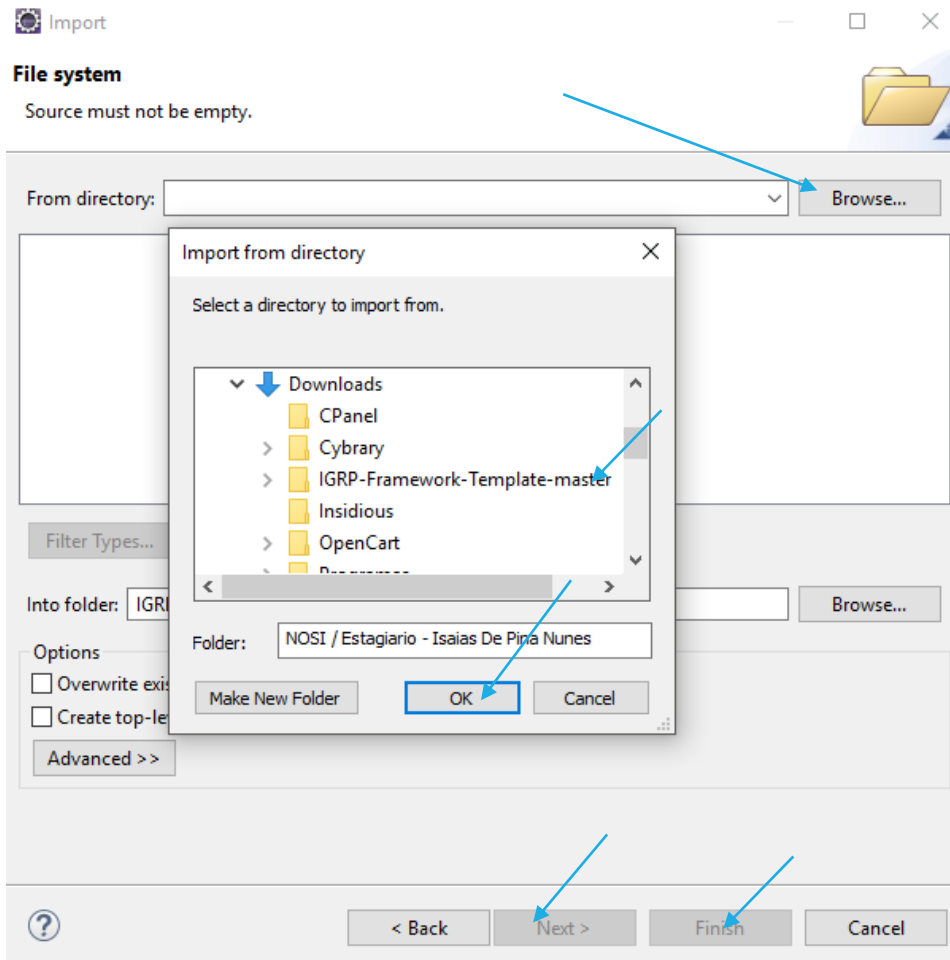 Import
File system
Source must not be empty.
From directory:
Browse...
Import from directory
Select a directory to import from.
Downloads
CPanel
Cybrary
IGRP-Framework-Template-master
Insidious
OpenCart
Filter Types...
Into folder:
Browse...
Folder:
NOSI / Estagiario - Isaias De Pina Nunes
Options
Overwrite
Make New Folder
OK
Cancel
Create
Advanced >>
< Back
Next >
Finish
Cancel